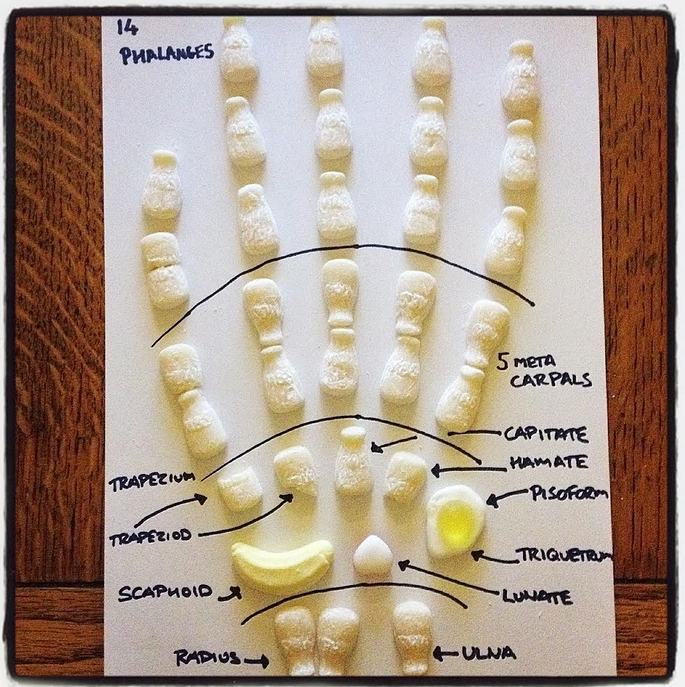 14
PHALANGES
5 META
CARPALS
CAPITATE
HAMATE
PISOFORM
TRIQUETRUM
LUNATE
ULNA
TRAPEZIUM
TRAPEZIOD
SCAPHOID
RADIUS